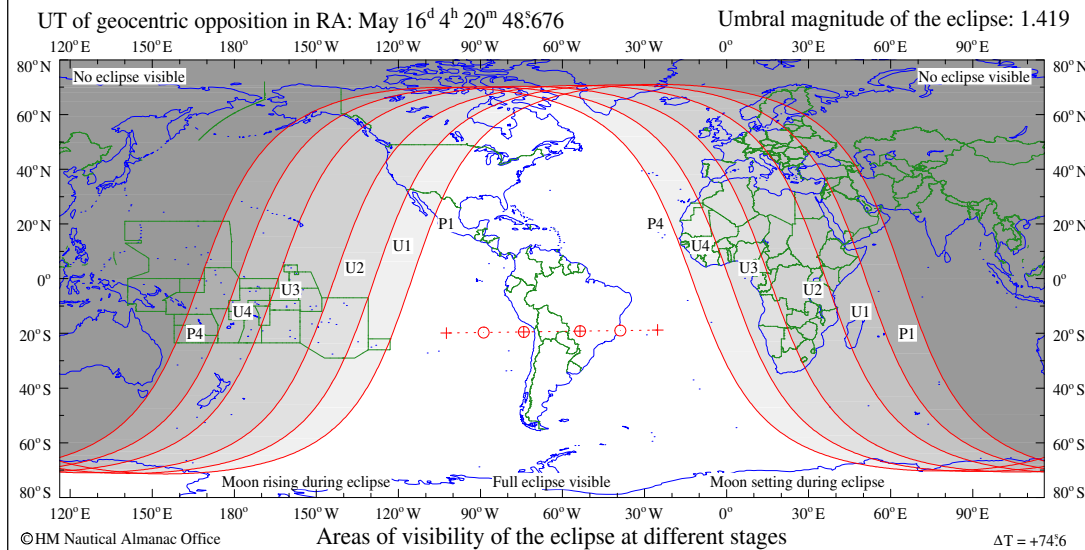 UT of geocentric opposition in RA: May 16ᵈ 4ʰ 20ᵐ 48ˢ.676 Umbral magnitude of the eclipse: 1.419
120°E 150°E 180° 150°W 120°W 90°W 60°W 30°W 0° 30°E 60°E 90°E
80°N 80°N
No eclipse visible No eclipse visible
60°N 60°N
40°N 40°N
20°N P1 P4 20°N
U1 U4
U2 U3
0° 0°
U3 U2
U4 U1
20°S P4 P1 20°S
40°S 40°S
60°S 60°S
Moon rising during eclipse Full eclipse visible Moon setting during eclipse
80°S 80°S
120°E 150°E 180° 150°W 120°W 90°W 60°W 30°W 0° 30°E 60°E 90°E
© HM Nautical Almanac Office Areas of visibility of the eclipse at different stages ΔT = +74ˢ.6